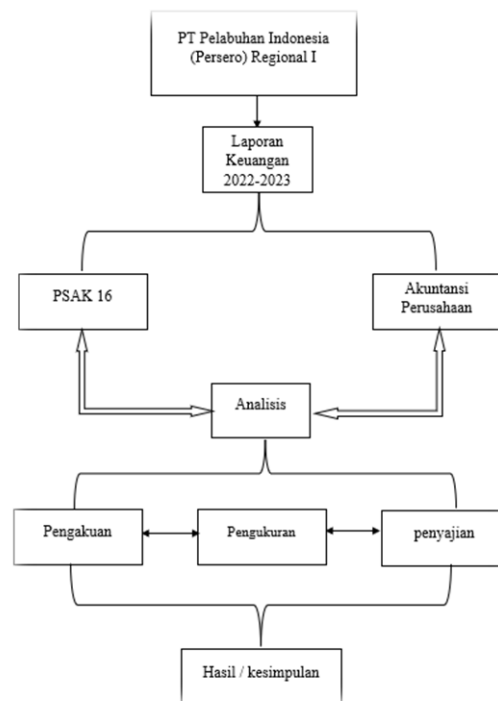 PT Pelabuhan Indonesia
(Persero) Regional I
Laporan
Keuangan
2022-2023
PSAK 16
Akuntansi
Perusahaan
Analisis
Pengakuan
Pengukuran
penyajian
Hasil / kesimpulan